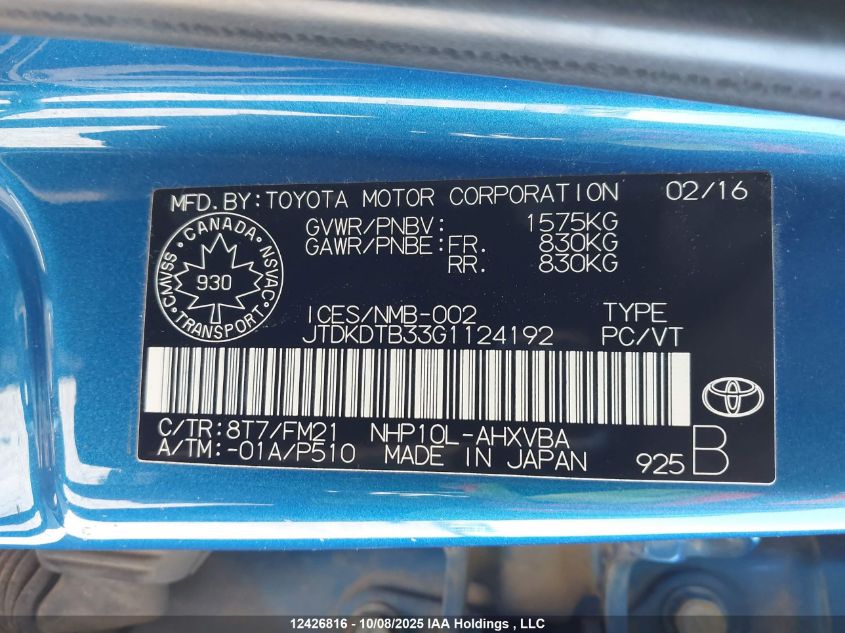 MFD.BY:TOYOTA MOTOR CORPORATION 02/16
GVWR/PNBV: 1575KG
GAWR/PNBE:FR. 830KG
RR. 830KG
CANADA
CMVSS NSVAC
930
TRANSPORT
ICES/NMB-002 TYPE
JTDKDTB33G1124192 PC/VT
C/TR:8T7/FM21 NHP10L-AHXVBA
A/TM:-01A/P510 MADE IN JAPAN 925 B
12426816 - 10/08/2025 IAA Holdings , LLC